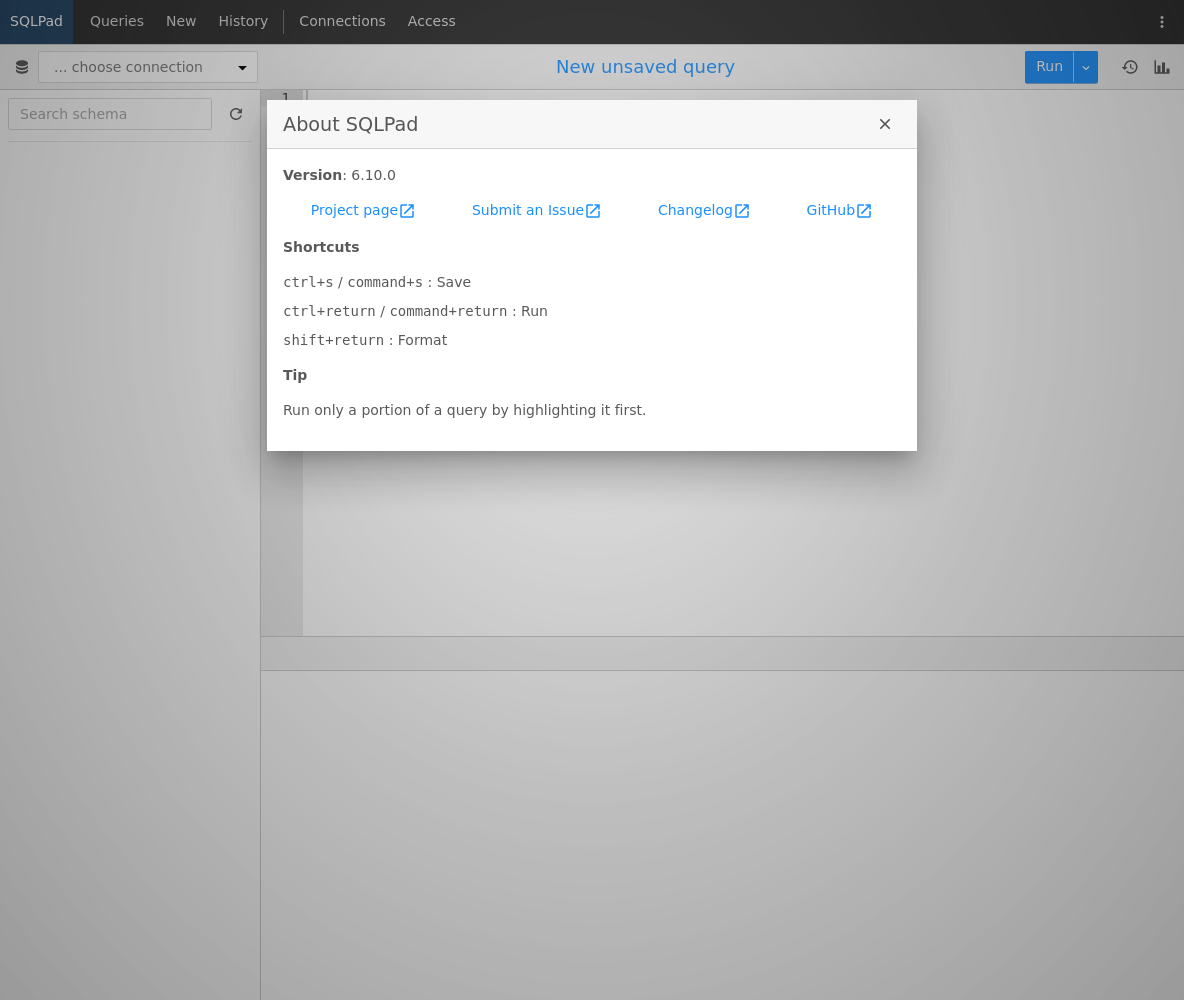 SQLPad Queries New History Connections Access
... choose connection New unsaved query Run
Search schema 1
About SQLPad
Version: 6.10.0
Project page Submit an Issue Changelog GitHub
Shortcuts
ctrl+s / command+s : Save
ctrl+return / command+return : Run
shift+return : Format
Tip
Run only a portion of a query by highlighting it first.